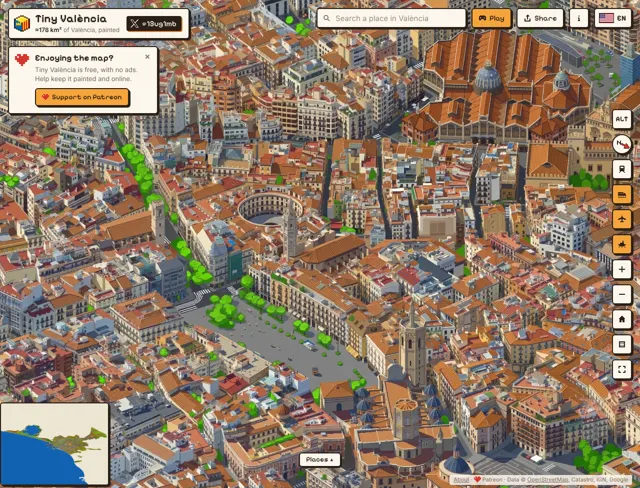 Tiny València
≈178 km² of València, painted
@13ug1mb
Search a place in València
Play
Share
i
EN
Enjoying the map?
Tiny València is free, with no ads.
Help keep it painted and online.
Support on Patreon
ALT
N
Places
About · Patreon · Data © OpenStreetMap, Catastro, IGN, Google